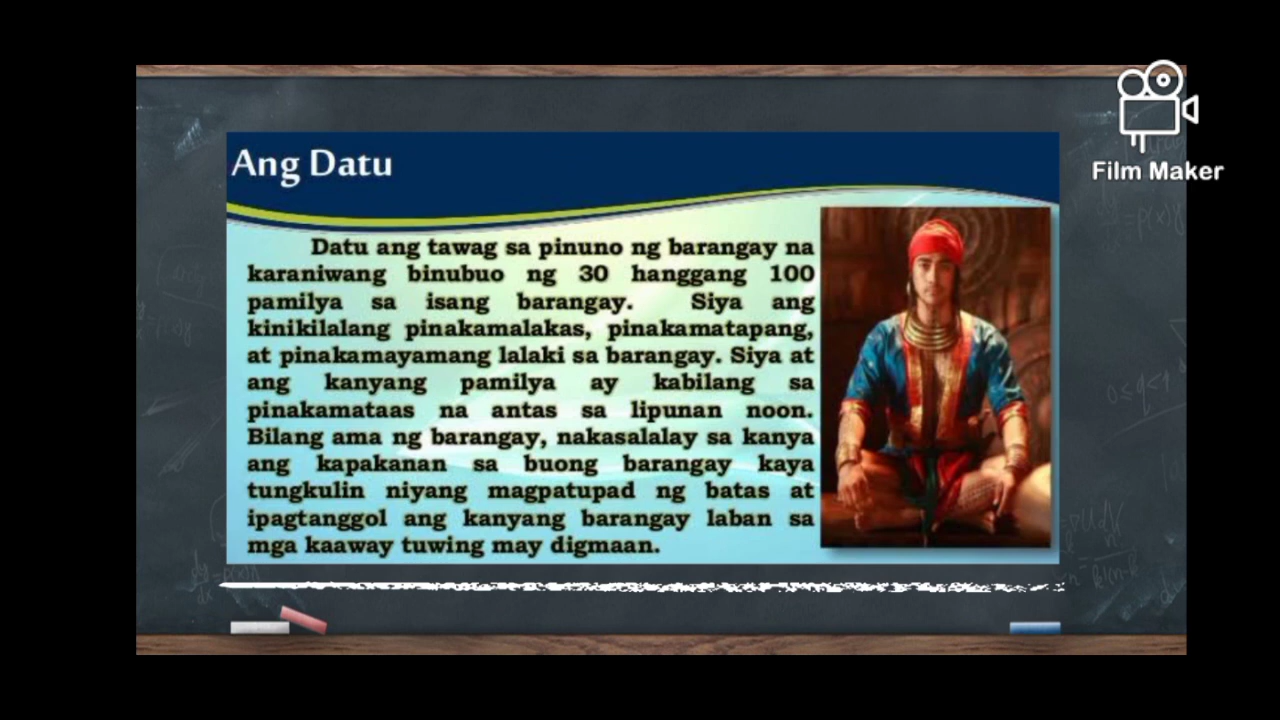 Film Maker
Ang Datu
Datu ang tawag sa pinuno ng barangay na
karaniwang binubuo ng 30 hanggang 100
pamilya sa isang barangay. Siya ang
kinikilalang pinakamalakas, pinakamatapang,
at pinakamayamang lalaki sa barangay. Siya at
ang kanyang pamilya ay kabilang sa
pinakamataas na antas sa lipunan noon.
Bilang ama ng barangay, nakasalalay sa kanya
ang kapakanan sa buong barangay kaya
tungkulin niyang magpatupad ng batas at
ipagtanggol ang kanyang barangay laban sa
mga kaaway tuwing may digmaan.